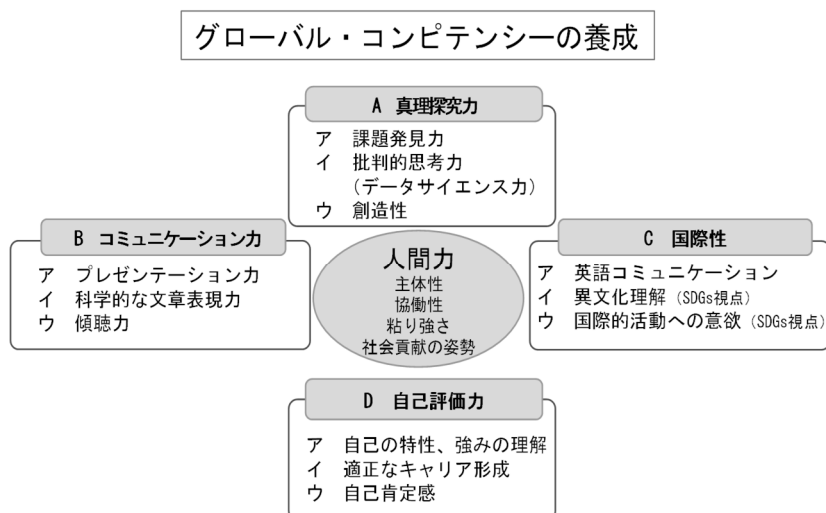 グローバル・コンピテンシーの養成
A 真理探究力
ア 課題発見力
イ 批判的思考力
(データサイエンス力)
ウ 創造性
B コミュニケーション力
ア プレゼンテーション力
イ 科学的な文章表現力
ウ 傾聴力
人間力
主体性
協働性
粘り強さ
社会貢献の姿勢
C 国際性
ア 英語コミュニケーション
イ 異文化理解(SDGs視点)
ウ 国際的活動への意欲(SDGs視点)
D 自己評価力
ア 自己の特性、強みの理解
イ 適正なキャリア形成
ウ 自己肯定感